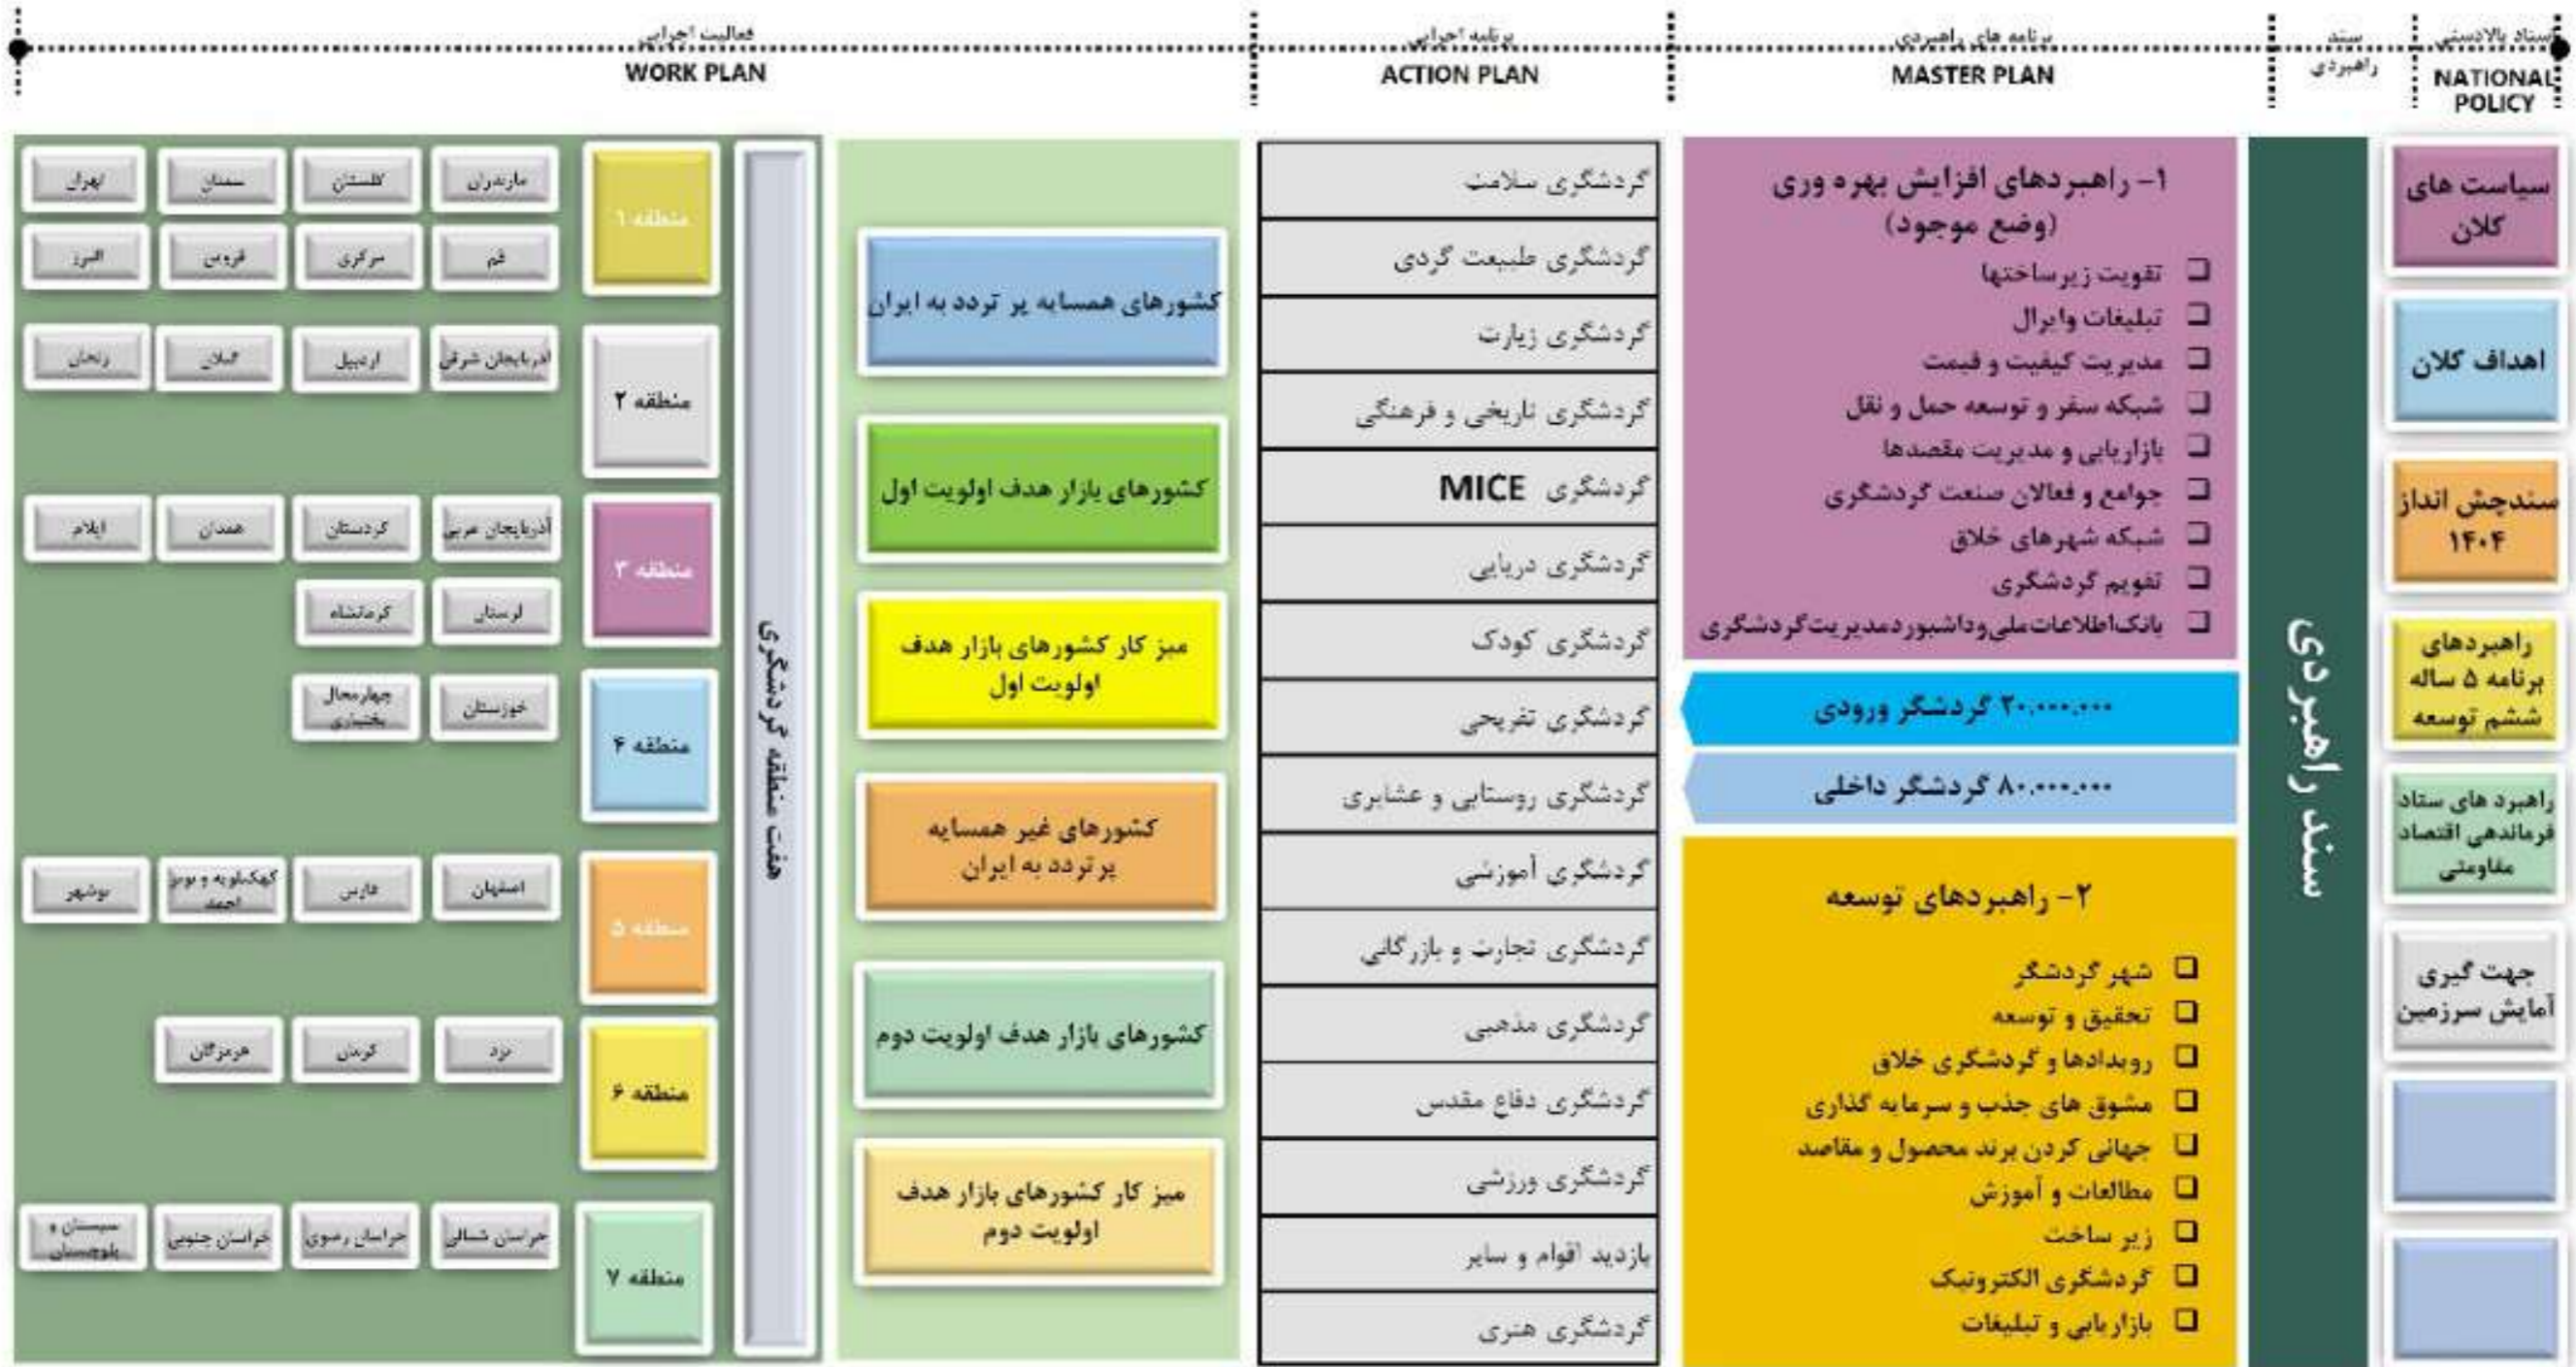 اسناد بالادستی
NATIONAL
POLICY
سند
راهبردی
برنامه های راهبردی
MASTER PLAN
برنامه اجرایی
ACTION PLAN
فعالیت اجرایی
WORK PLAN
سیاست های
کلان
اهداف کلان
سندچش انداز
۱۴۰۴
راهبردهای
برنامه ۵ ساله
ششم توسعه
راهبرد های ستاد
فرماندهی اقتصاد
مقاومتی
جهت گیری
آمایش سرزمین
سند راهبردی
۱- راهبردهای افزایش بهره وری
(وضع موجود)
تقویت زیرساختها
تبلیغات وایرال
مدیریت کیفیت و قیمت
شبکه سفر و توسعه حمل و نقل
بازاریابی و مدیریت مقصدها
جوامع و فعالان صنعت گردشگری
شبکه شهرهای خلاق
تقویم گردشگری
بانک‌اطلاعات‌ملی‌وداشبوردمدیریت‌گردشگری
۲۰.۰۰۰.۰۰۰ گردشگر ورودی
۸۰.۰۰۰.۰۰۰ گردشگر داخلی
۲- راهبردهای توسعه
شهر گردشگر
تحقیق و توسعه
رویدادها و گردشگری خلاق
مشوق های جذب و سرمایه گذاری
جهانی کردن برند محصول و مقاصد
مطالعات و آموزش
زیر ساخت
گردشگری الکترونیک
بازاریابی و تبلیغات
گردشگری سلامت
گردشگری طبیعت گردی
گردشگری زیارت
گردشگری تاریخی و فرهنگی
گردشگری MICE
گردشگری دریایی
گردشگری کودک
گردشگری تفریحی
گردشگری روستایی و عشایری
گردشگری آموزشی
گردشگری تجارت و بازرگانی
گردشگری مذهبی
گردشگری دفاع مقدس
گردشگری ورزشی
بازدید اقوام و سایر
گردشگری هنری
کشورهای همسایه پر تردد به ایران
کشورهای بازار هدف اولویت اول
میز کار کشورهای بازار هدف
اولویت اول
کشورهای غیر همسایه
پرتردد به ایران
کشورهای بازار هدف اولویت دوم
میز کار کشورهای بازار هدف
اولویت دوم
هفت منطقه گردشگری
منطقه ۱
مازندران
گلستان
سمنان
تهران
قم
مرکزی
قزوین
البرز
منطقه ۲
آذربایجان شرقی
اردبیل
گیلان
زنجان
منطقه ۳
آذربایجان غربی
کردستان
همدان
ایلام
لرستان
کرمانشاه
منطقه ۴
خوزستان
چهارمحال
بختیاری
منطقه ۵
اصفهان
فارس
کهکیلویه و بویر
احمد
بوشهر
منطقه ۶
یزد
کرمان
هرمزگان
منطقه ۷
خراسان شمالی
خراسان رضوی
خراسان جنوبی
سیستان و
بلوچستان